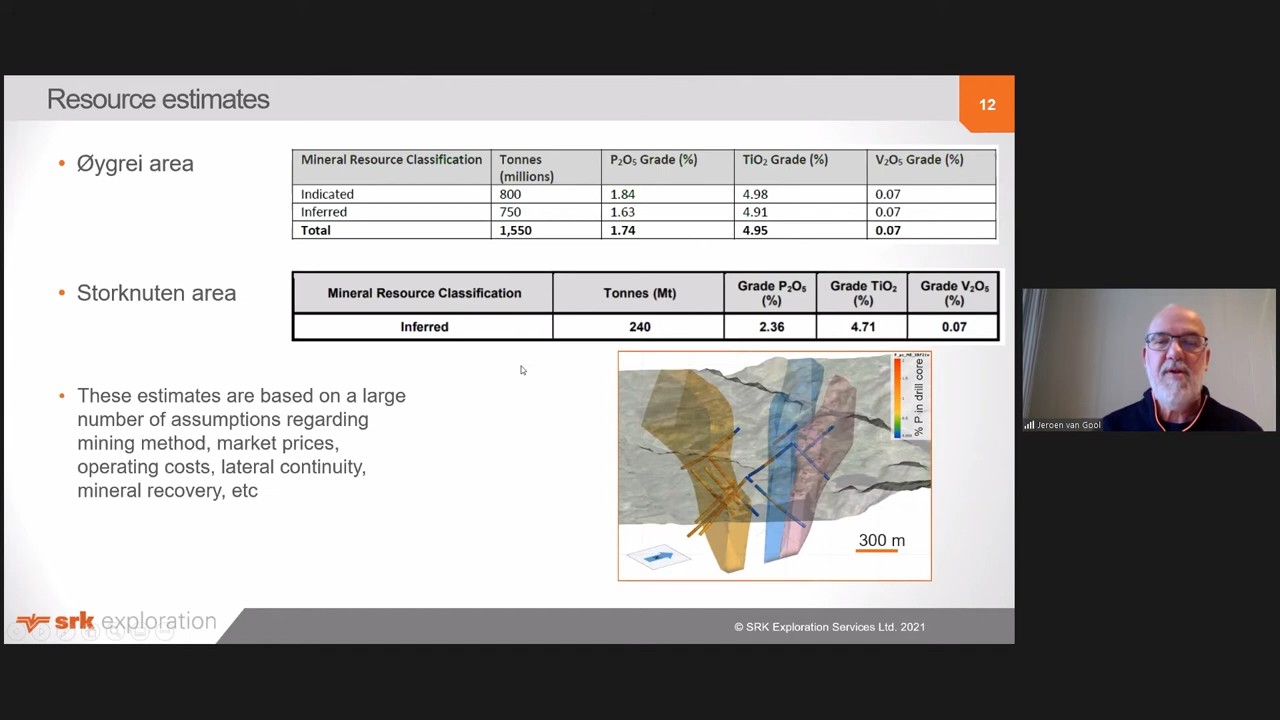 Resource estimates
12
• Øygrei area
Mineral Resource Classification Tonnes (millions) P₂O₅ Grade (%) TiO₂ Grade (%) V₂O₅ Grade (%)
Indicated 800 1.84 4.98 0.07
Inferred 750 1.63 4.91 0.07
Total 1,550 1.74 4.95 0.07
• Storknuten area
Mineral Resource Classification Tonnes (Mt) Grade P₂O₅ (%) Grade TiO₂ (%) Grade V₂O₅ (%)
Inferred 240 2.36 4.71 0.07
• These estimates are based on a large
number of assumptions regarding
mining method, market prices,
operating costs, lateral continuity,
mineral recovery, etc
% P in drill core
300 m
srk exploration
© SRK Exploration Services Ltd. 2021
Jeroen van Gool